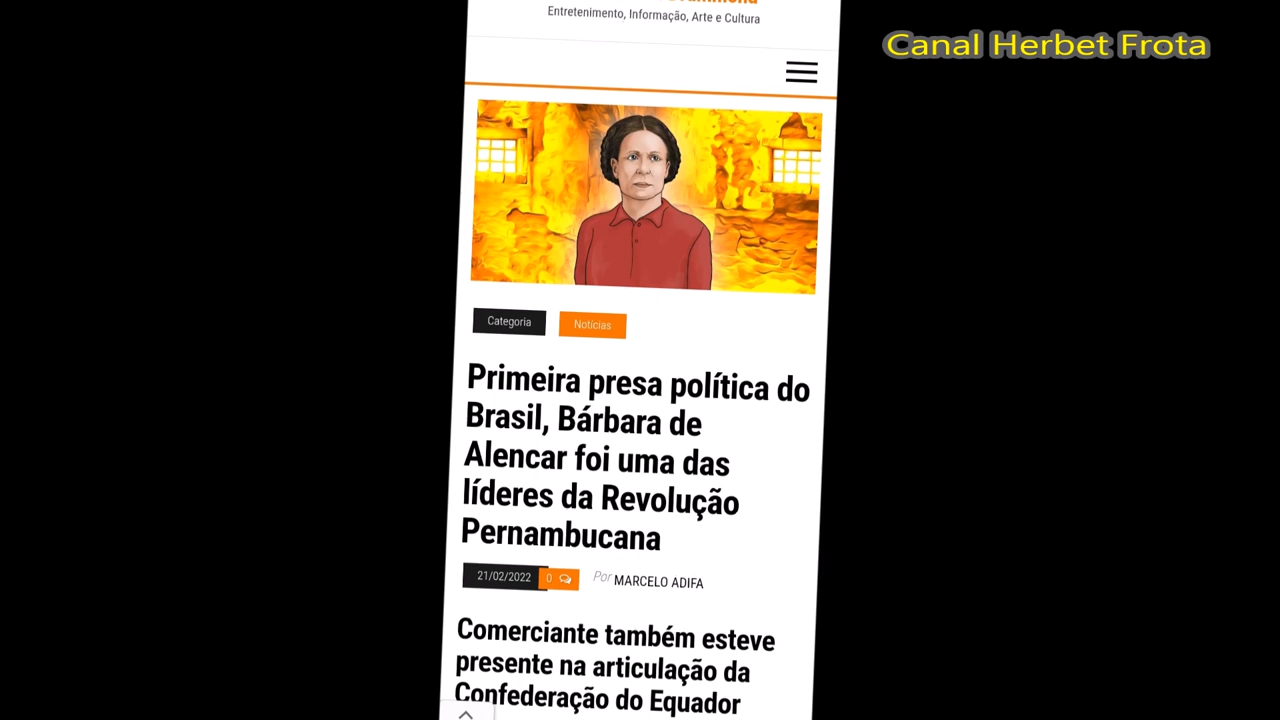 Entretenimento, Informação, Arte e Cultura
Canal Herbet Frota
Categoria
Notícias
Primeira presa política do
Brasil, Bárbara de
Alencar foi uma das
líderes da Revolução
Pernambucana
21/02/2022 0 Por MARCELO ADIFA
Comerciante também esteve
presente na articulação da
Confederação do Equador